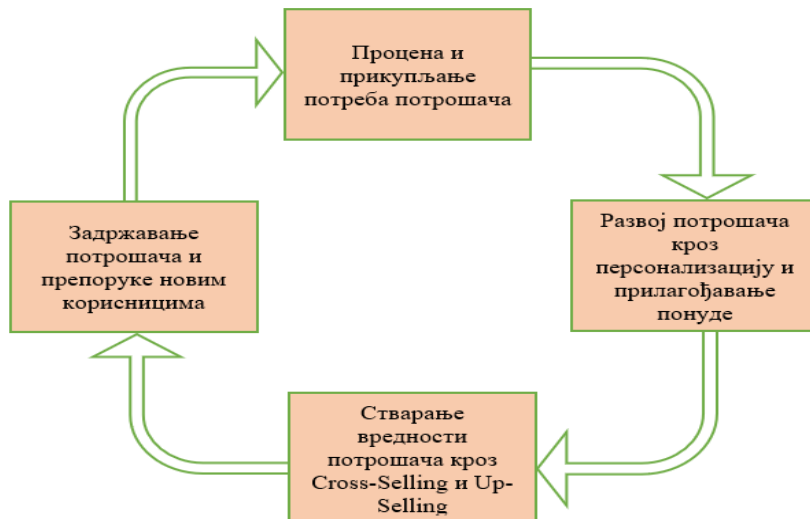 Процена и
прикупљање
потреба потрошача
Развој потрошача
кроз
персонализацију и
прилагођавање
понуде
Стварање
вредности
потрошача кроз
Cross-Selling и Up-
Selling
Задржавање
потрошача и
препоруке новим
корисницима